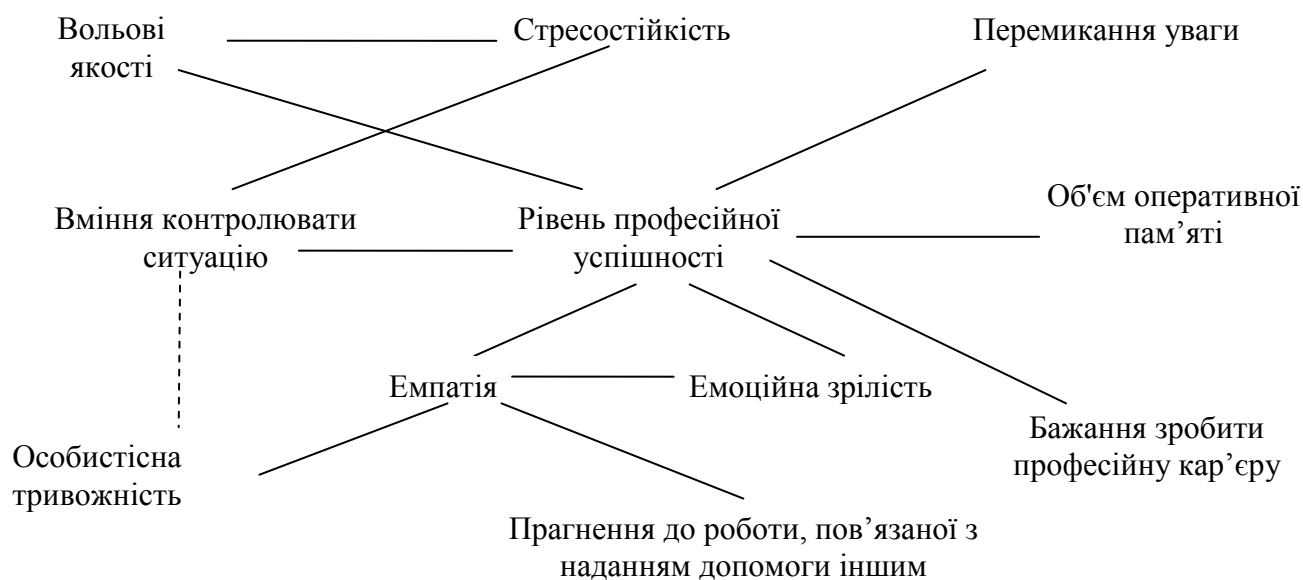 Вольові
якості
Стресостійкість
Перемикання уваги
Вміння контролювати
ситуацію
Рівень професійної
успішності
Об'єм оперативної
пам’яті
Емпатія
Емоційна зрілість
Особистісна
тривожність
Бажання зробити
професійну кар’єру
Прагнення до роботи, пов’язаної з
наданням допомоги іншим